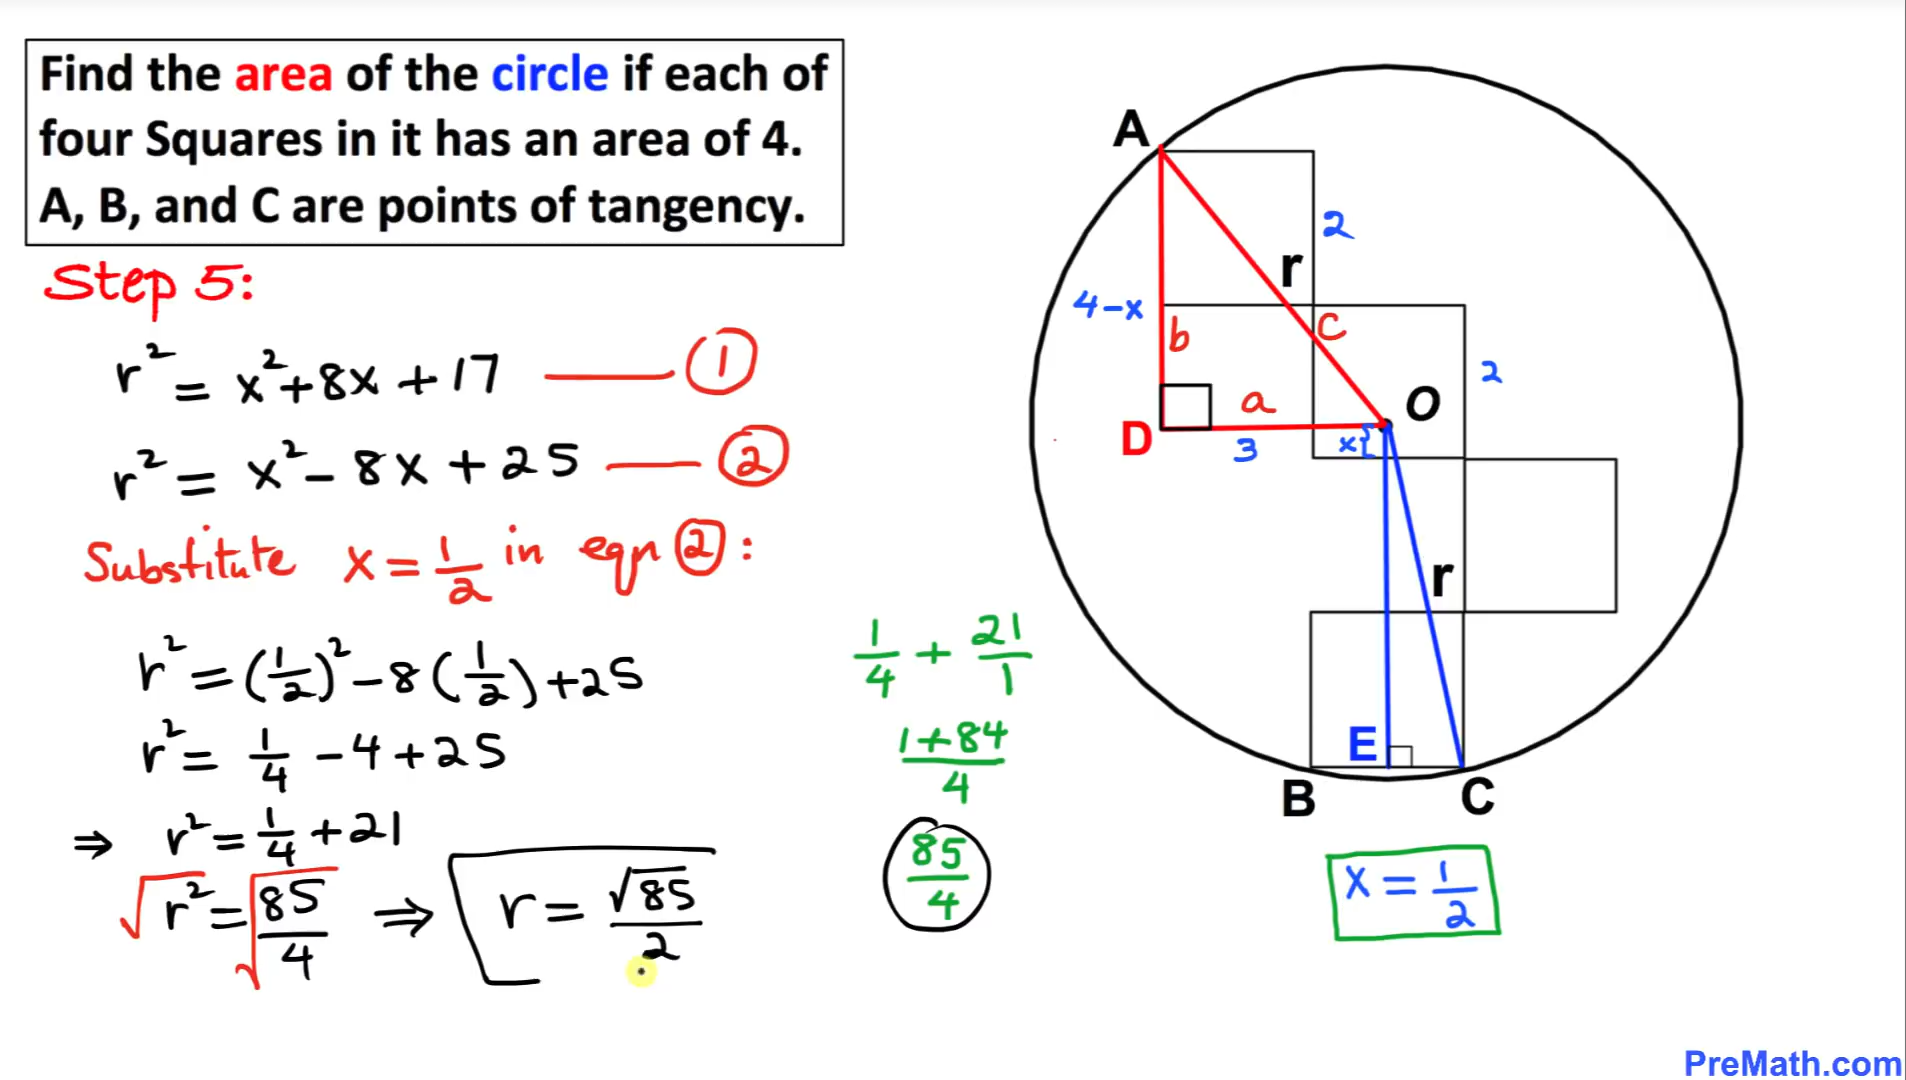 Find the area of the circle if each of
four Squares in it has an area of 4.
A, B, and C are points of tangency.
Step 5:
r² = x² + 8x + 17 —— ①
r² = x² - 8x + 25 —— ②
Substitute x = 1/2 in eqn ② :
r² = (1/2)² - 8(1/2) + 25
r² = 1/4 - 4 + 25
⇒ r² = 1/4 + 21
√r² = √85/4 ⇒ r = √85/2
1/4 + 21/1
1+84/4
85/4
A
2
r
4-x
b
c
2
a
O
D
3
x
r
E
B
C
x = 1/2
PreMath.com